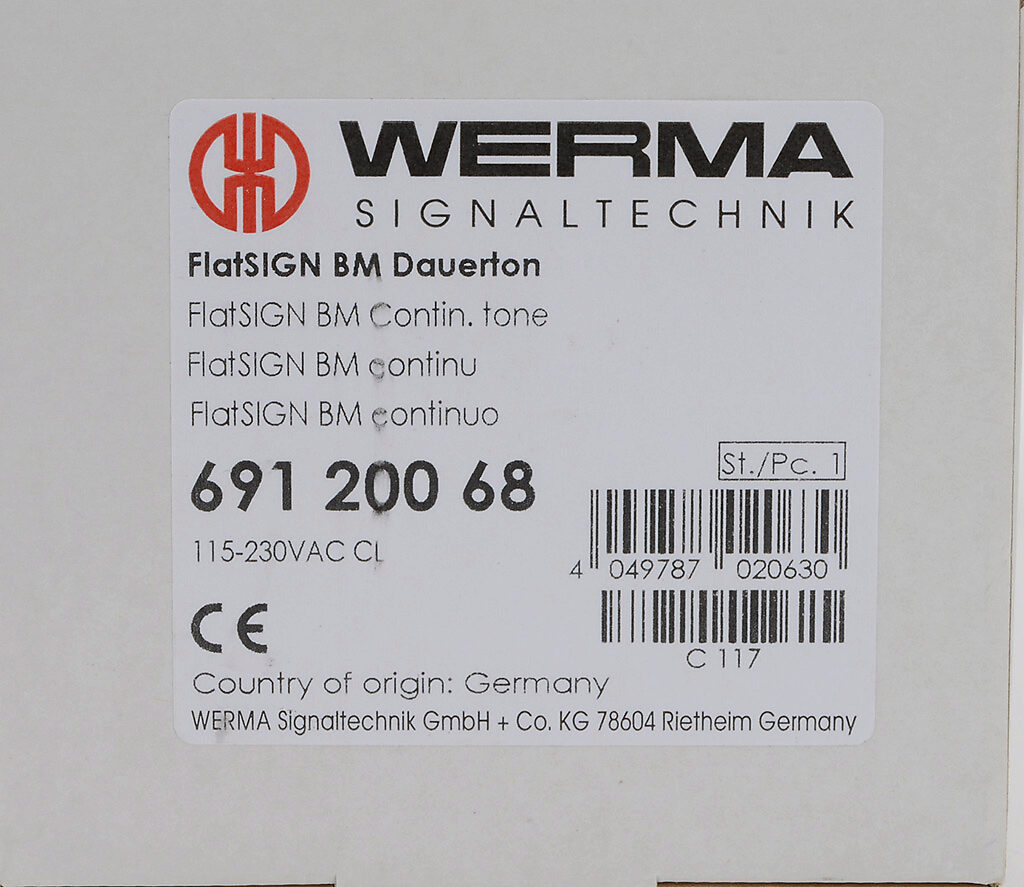 WERMA
SIGNALTECHNIK
FlatSIGN BM Dauerton
FlatSIGN BM Contin. tone
FlatSIGN BM continu
FlatSIGN BM continuo
691 200 68
St./Pc. 1
115-230VAC CL
4 049787 020630
CE
C 117
Country of origin: Germany
WERMA Signaltechnik GmbH + Co. KG 78604 Rietheim Germany